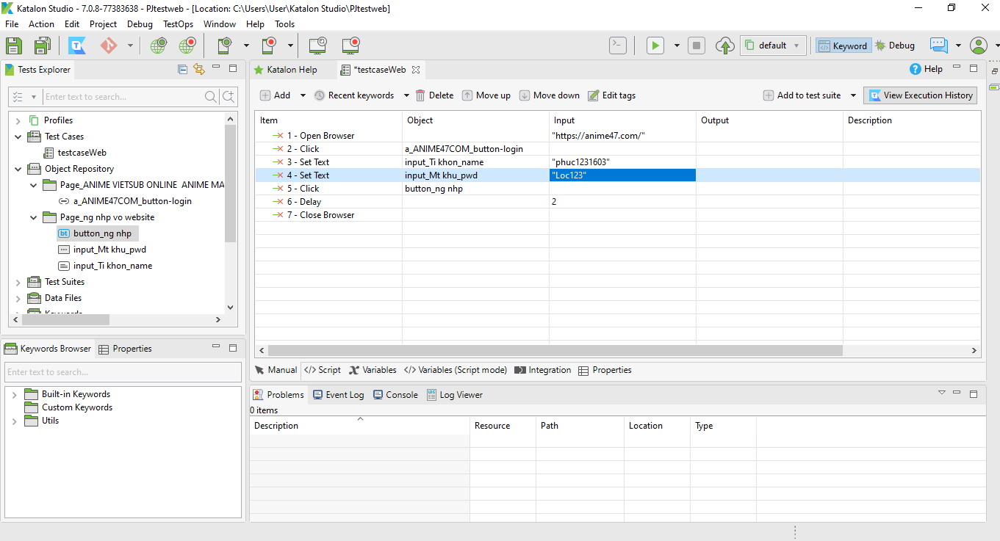 Katalon Studio - 7.0.8-77383638 - PJtestweb - [Location: C:\Users\User\Katalon Studio\PJtestweb]
File Action Edit Project Debug TestOps Window Help Tools
default Keyword Debug
Tests Explorer
Enter text to search...
Profiles
Test Cases
testcaseWeb
Object Repository
Page_ANIME VIETSUB ONLINE ANIME MA
a_ANIME47COM_button-login
Page_ng nhp vo website
bt button_ng nhp
input_Mt khu_pwd
input_Ti khon_name
Test Suites
Data Files
Keywords
Katalon Help *testcaseWeb Help
Add Recent keywords Delete Move up Move down Edit tags Add to test suite View Execution History
Item Object Input Output Description
1 - Open Browser "https://anime47.com/"
2 - Click a_ANIME47COM_button-login
3 - Set Text input_Ti khon_name "phuc1231603"
4 - Set Text input_Mt khu_pwd "Loc123"
5 - Click button_ng nhp
6 - Delay 2
7 - Close Browser
Manual </> Script Variables </> Variables (Script mode) Integration Properties
Keywords Browser Properties
Enter text to search...
Built-in Keywords
Custom Keywords
Utils
Problems Event Log Console Log Viewer
0 items
Description Resource Path Location Type